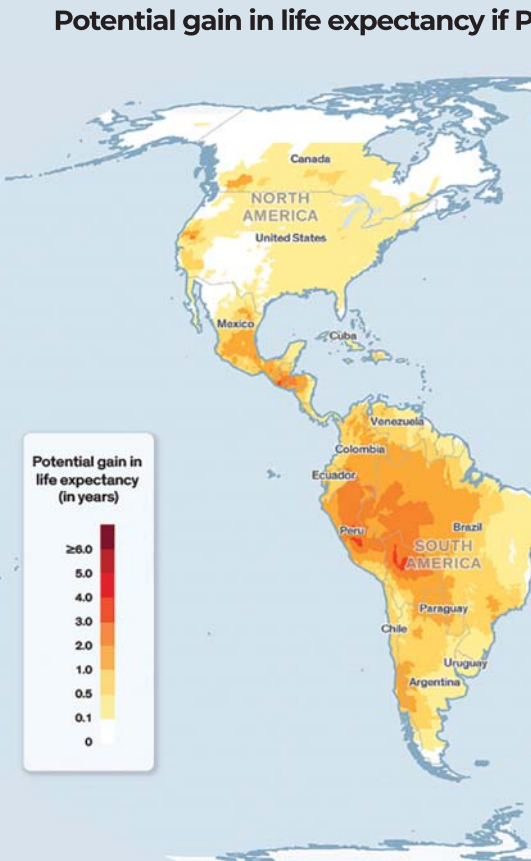 Potential gain in life expectancy if P
Canada
NORTH
AMERICA
United States
Mexico
Cuba
Venezuela
Colombia
Ecuador
Peru
Brazil
SOUTH
AMERICA
Paraguay
Chile
Uruguay
Argentina
Potential gain in
life expectancy
(in years)
≥6.0
5.0
4.0
3.0
2.0
1.0
0.5
0.1
0